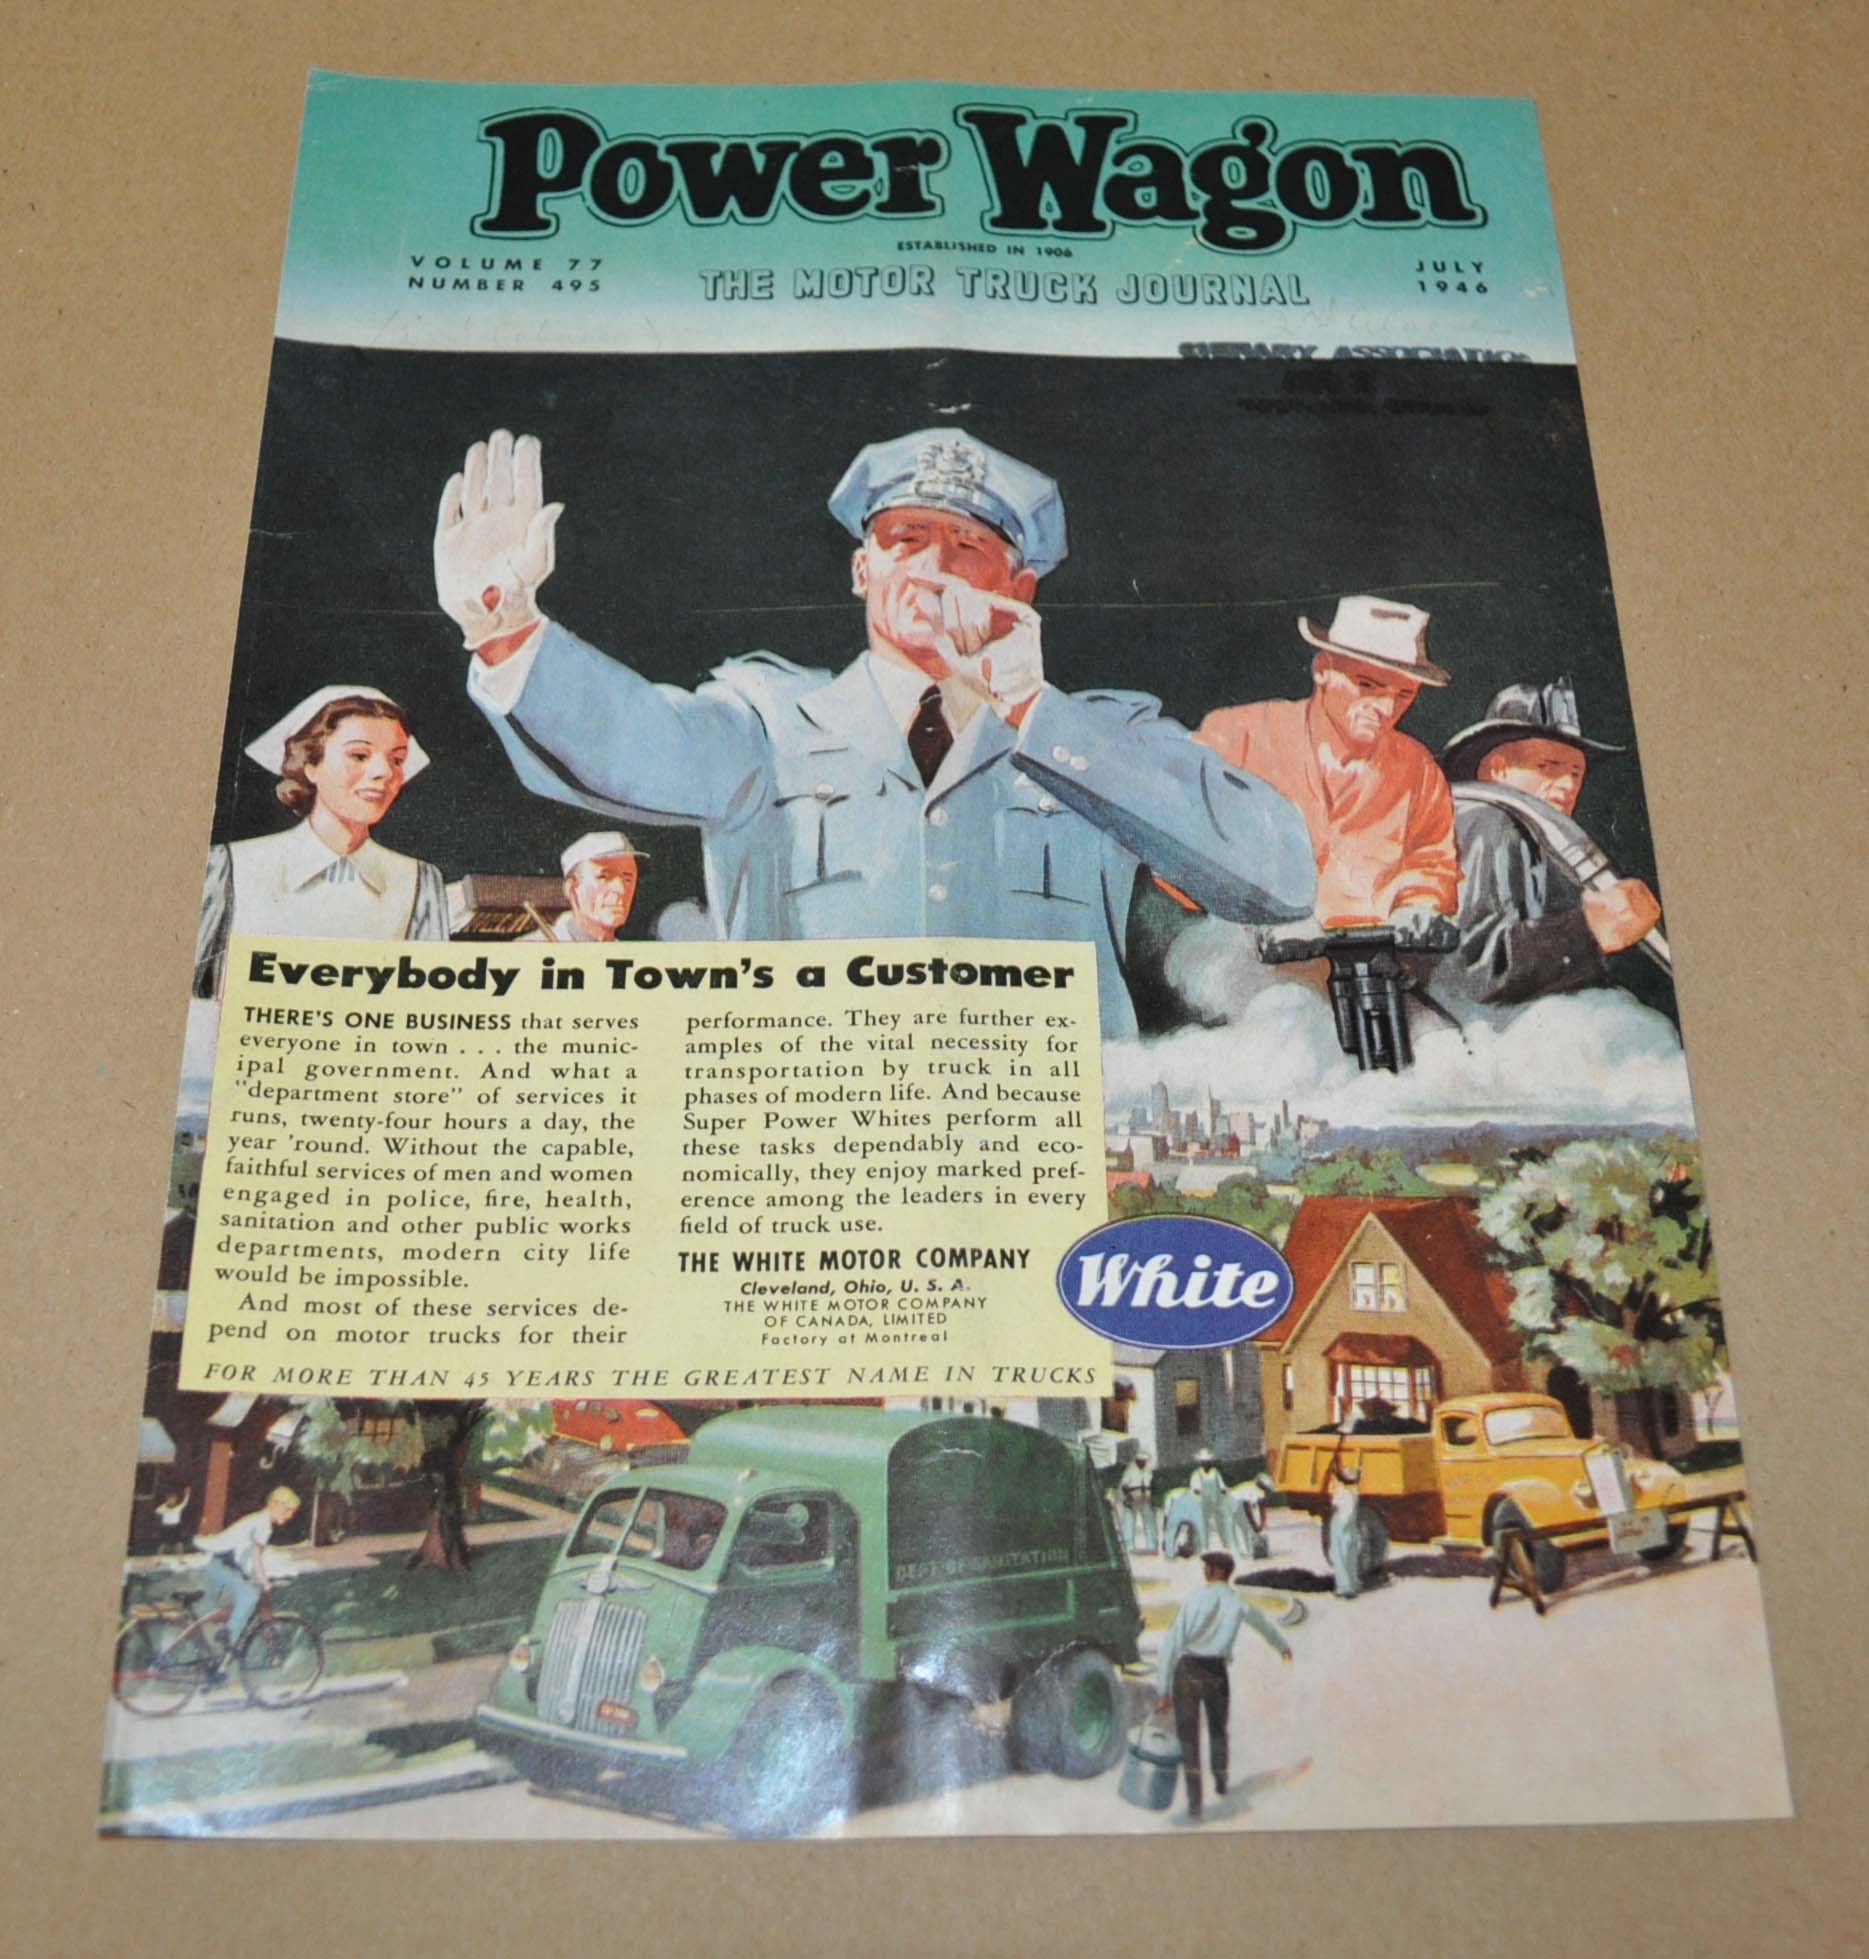 Power Wagon
ESTABLISHED IN 1906
VOLUME 77
NUMBER 495
THE MOTOR TRUCK JOURNAL
JULY
1946
Everybody in Town's a Customer
THERE'S ONE BUSINESS that serves
everyone in town . . . the munic-
ipal government. And what a
"department store" of services it
runs, twenty-four hours a day, the
year 'round. Without the capable,
faithful services of men and women
engaged in police, fire, health,
sanitation and other public works
departments, modern city life
would be impossible.
And most of these services de-
pend on motor trucks for their
performance. They are further ex-
amples of the vital necessity for
transportation by truck in all
phases of modern life. And because
Super Power Whites perform all
these tasks dependably and eco-
nomically, they enjoy marked pref-
erence among the leaders in every
field of truck use.
THE WHITE MOTOR COMPANY
Cleveland, Ohio, U. S. A.
THE WHITE MOTOR COMPANY
OF CANADA, LIMITED
Factory at Montreal
White
FOR MORE THAN 45 YEARS THE GREATEST NAME IN TRUCKS
DEPT. OF SANITATION